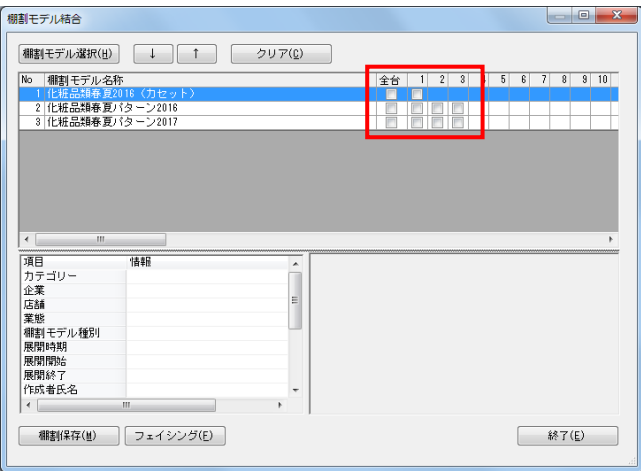 棚割モデル結合
棚割モデル選択(H) ↓ ↑ クリア(C)
No 棚割モデル名称 全台 1 2 3 4 5 6 7 8 9 10
1 化粧品類春夏2016（カセット）
2 化粧品類春夏パターン2016
3 化粧品類春夏パターン2017
項目 情報
カテゴリー
企業
店舗
業態
棚割モデル種別
展開時期
展開開始
展開終了
作成者氏名
棚割保存(M) フェイシング(F) 終了(E)